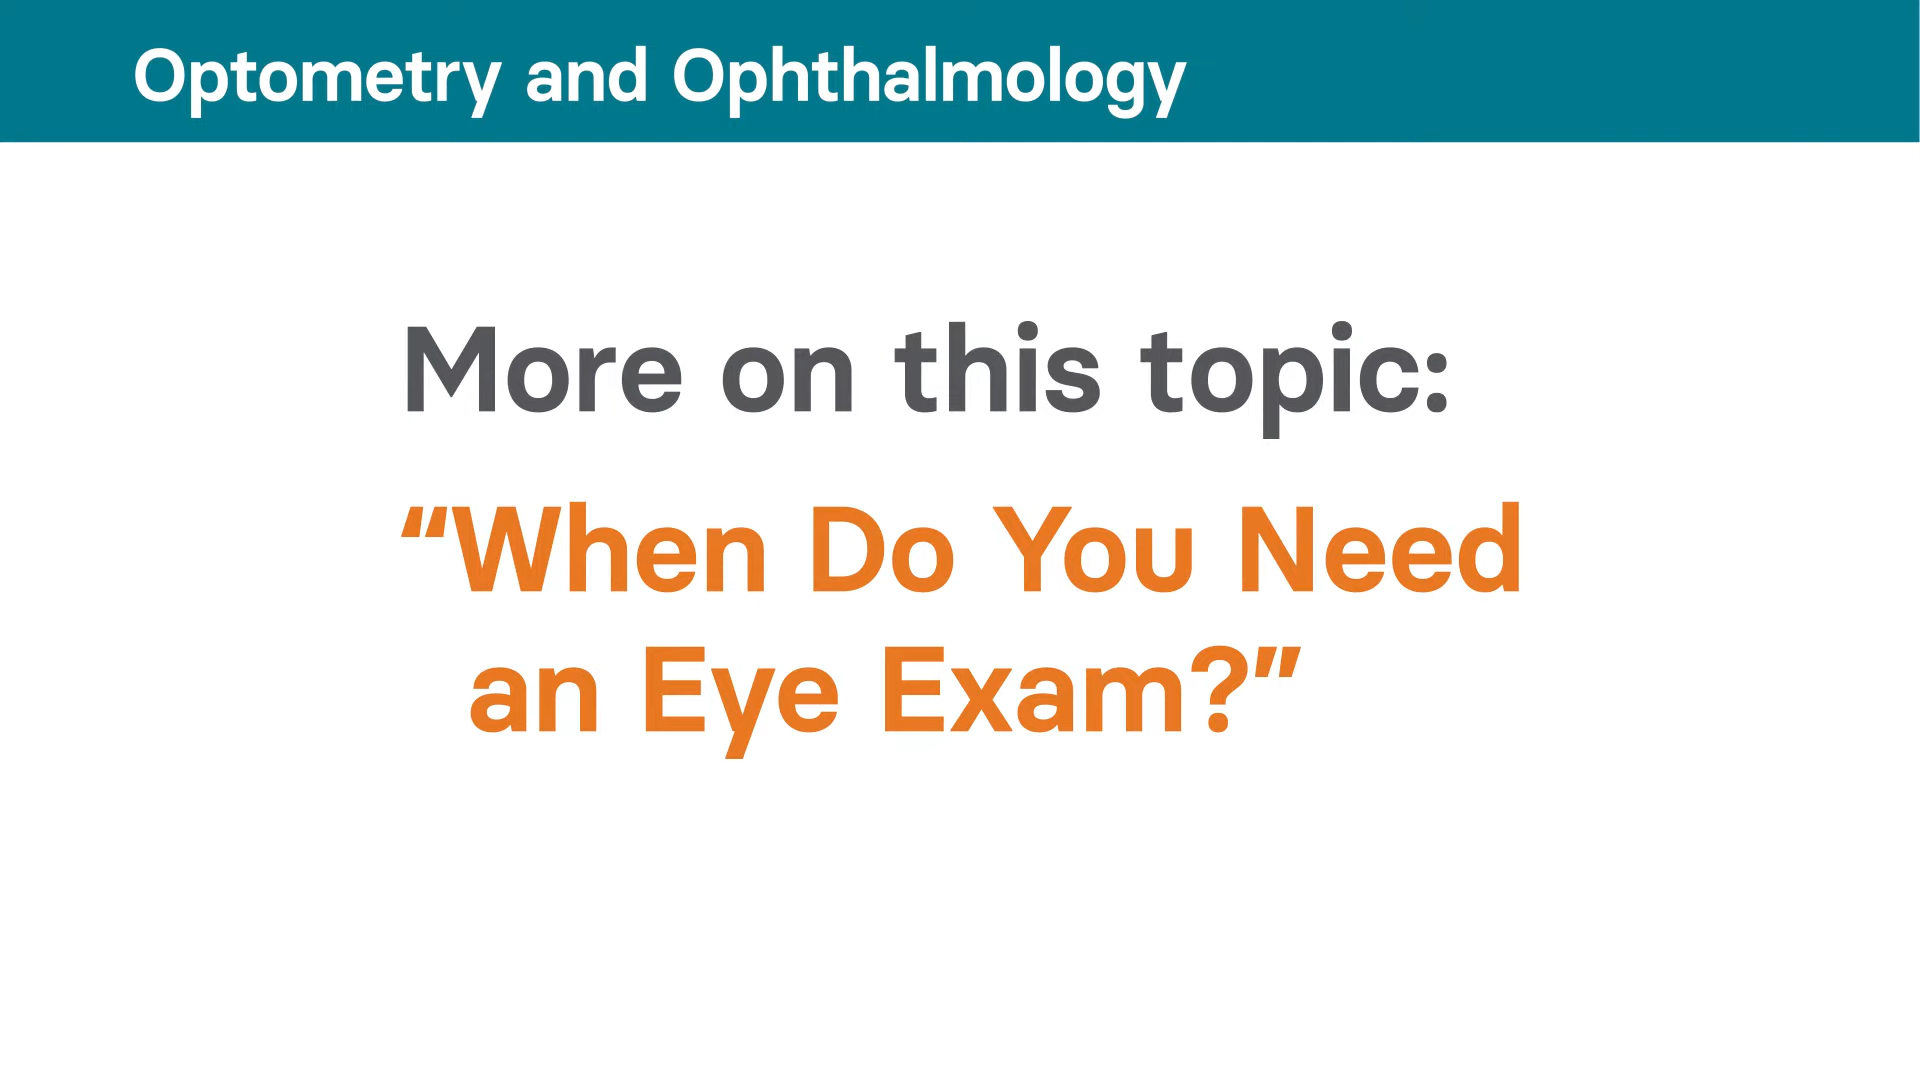 Optometry and Ophthalmology
More on this topic:
“When Do You Need
an Eye Exam?”